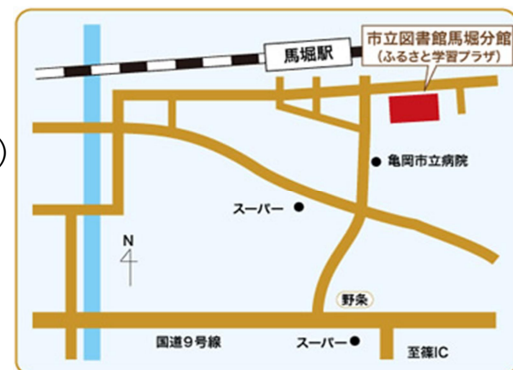 市立図書館馬堀分館
(ふるさと学習プラザ)
馬堀駅
亀岡市立病院
スーパー
N
野条
国道9号線
スーパー
至篠IC